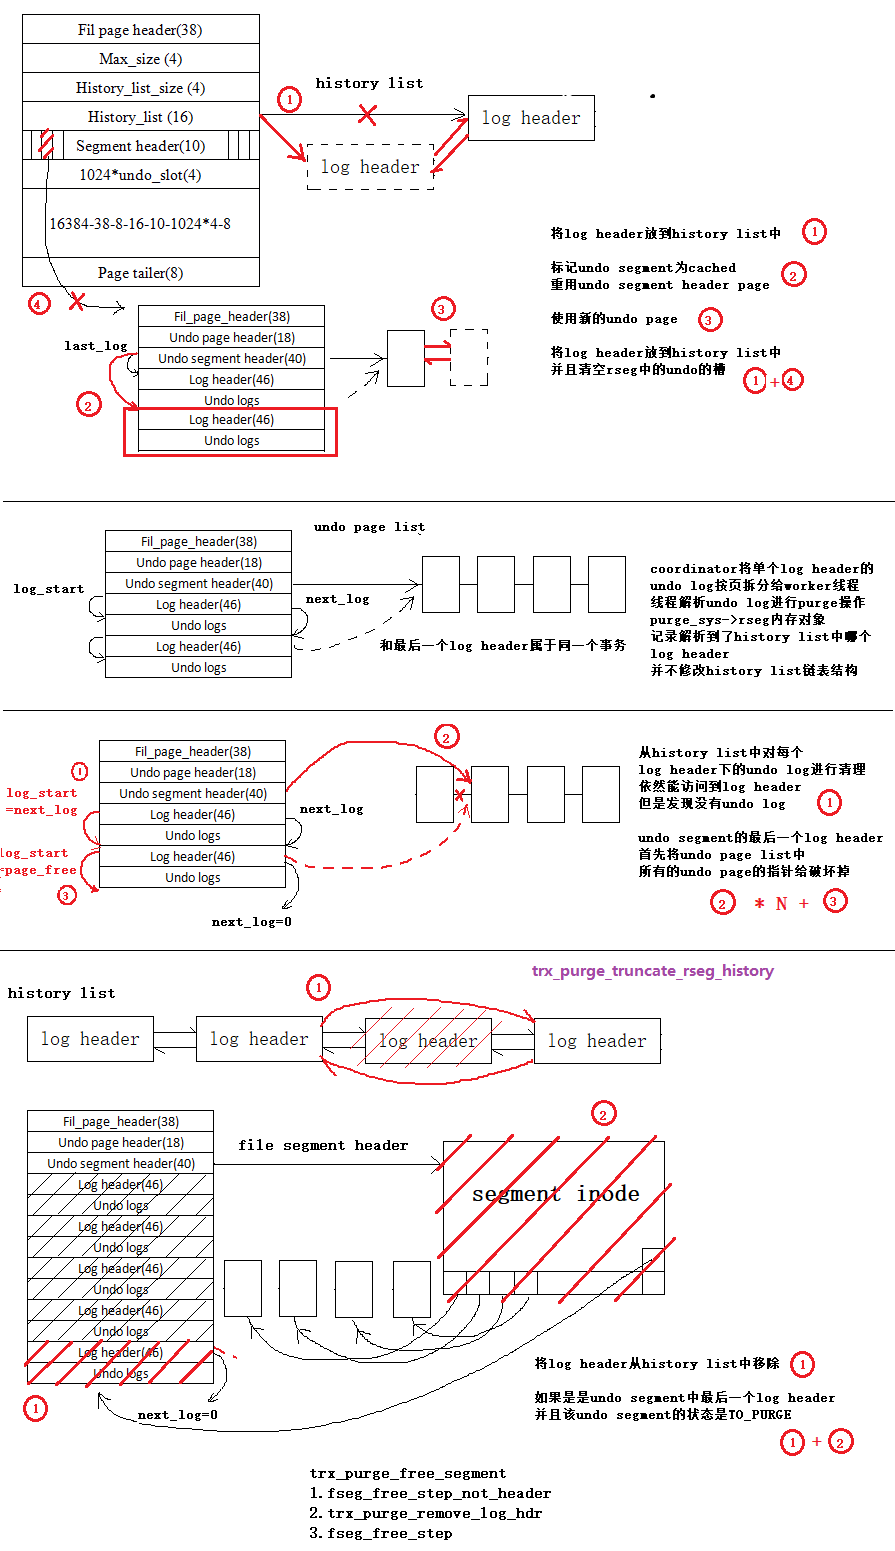 Fil page header(38)
Max_size (4)
History_list_size (4)
History_list (16)
Segment header(10)
1024*undo_slot(4)
16384-38-8-16-10-1024*4-8
Page tailer(8)
history list
1
log header
log header
将log header放到history list中 1
标记undo segment为cached
重用undo segment header page 2
使用新的undo page 3
将log header放到history list中
并且清空rseg中的undo的槽 1+4
4
last_log
2
Fil_page_header(38)
Undo page header(18)
Undo segment header(40)
Log header(46)
Undo logs
Log header(46)
Undo logs
3
undo page list
Fil_page_header(38)
Undo page header(18)
Undo segment header(40)
Log header(46)
Undo logs
Log header(46)
Undo logs
log_start
next_log
和最后一个log header属于同一个事务
coordinator将单个log header的
undo log按页拆分给worker线程
线程解析undo log进行purge操作
purge_sys->rseg内存对象
记录解析到了history list中哪个
log header
并不修改history list链表结构
Fil_page_header(38)
Undo page header(18)
Undo segment header(40)
Log header(46)
Undo logs
Log header(46)
Undo logs
1
log_start
=next_log
log_start
=page_free
3
next_log
next_log=0
2
从history list中对每个
log header下的undo log进行清理
依然能访问到log header
但是发现没有undo log 1
undo segment的最后一个log header
首先将undo page list中
所有的undo page的指针给破坏掉
2 * N + 3
trx_purge_truncate_rseg_history
history list
1
log header
log header
log header
log header
Fil_page_header(38)
Undo page header(18)
Undo segment header(40)
Log header(46)
Undo logs
Log header(46)
Undo logs
Log header(46)
Undo logs
Log header(46)
Undo logs
Log header(46)
Undo logs
file segment header
2
segment inode
1
next_log=0
将log header从history list中移除 1
如果是是undo segment中最后一个log header
并且该undo segment的状态是TO_PURGE
1 + 2
trx_purge_free_segment
1.fseg_free_step_not_header
2.trx_purge_remove_log_hdr
3.fseg_free_step